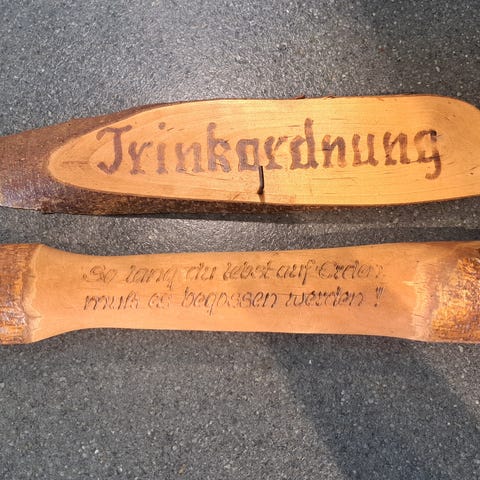 Trinkordnung
So lang du lebst auf Erden
muß es begossen werden!